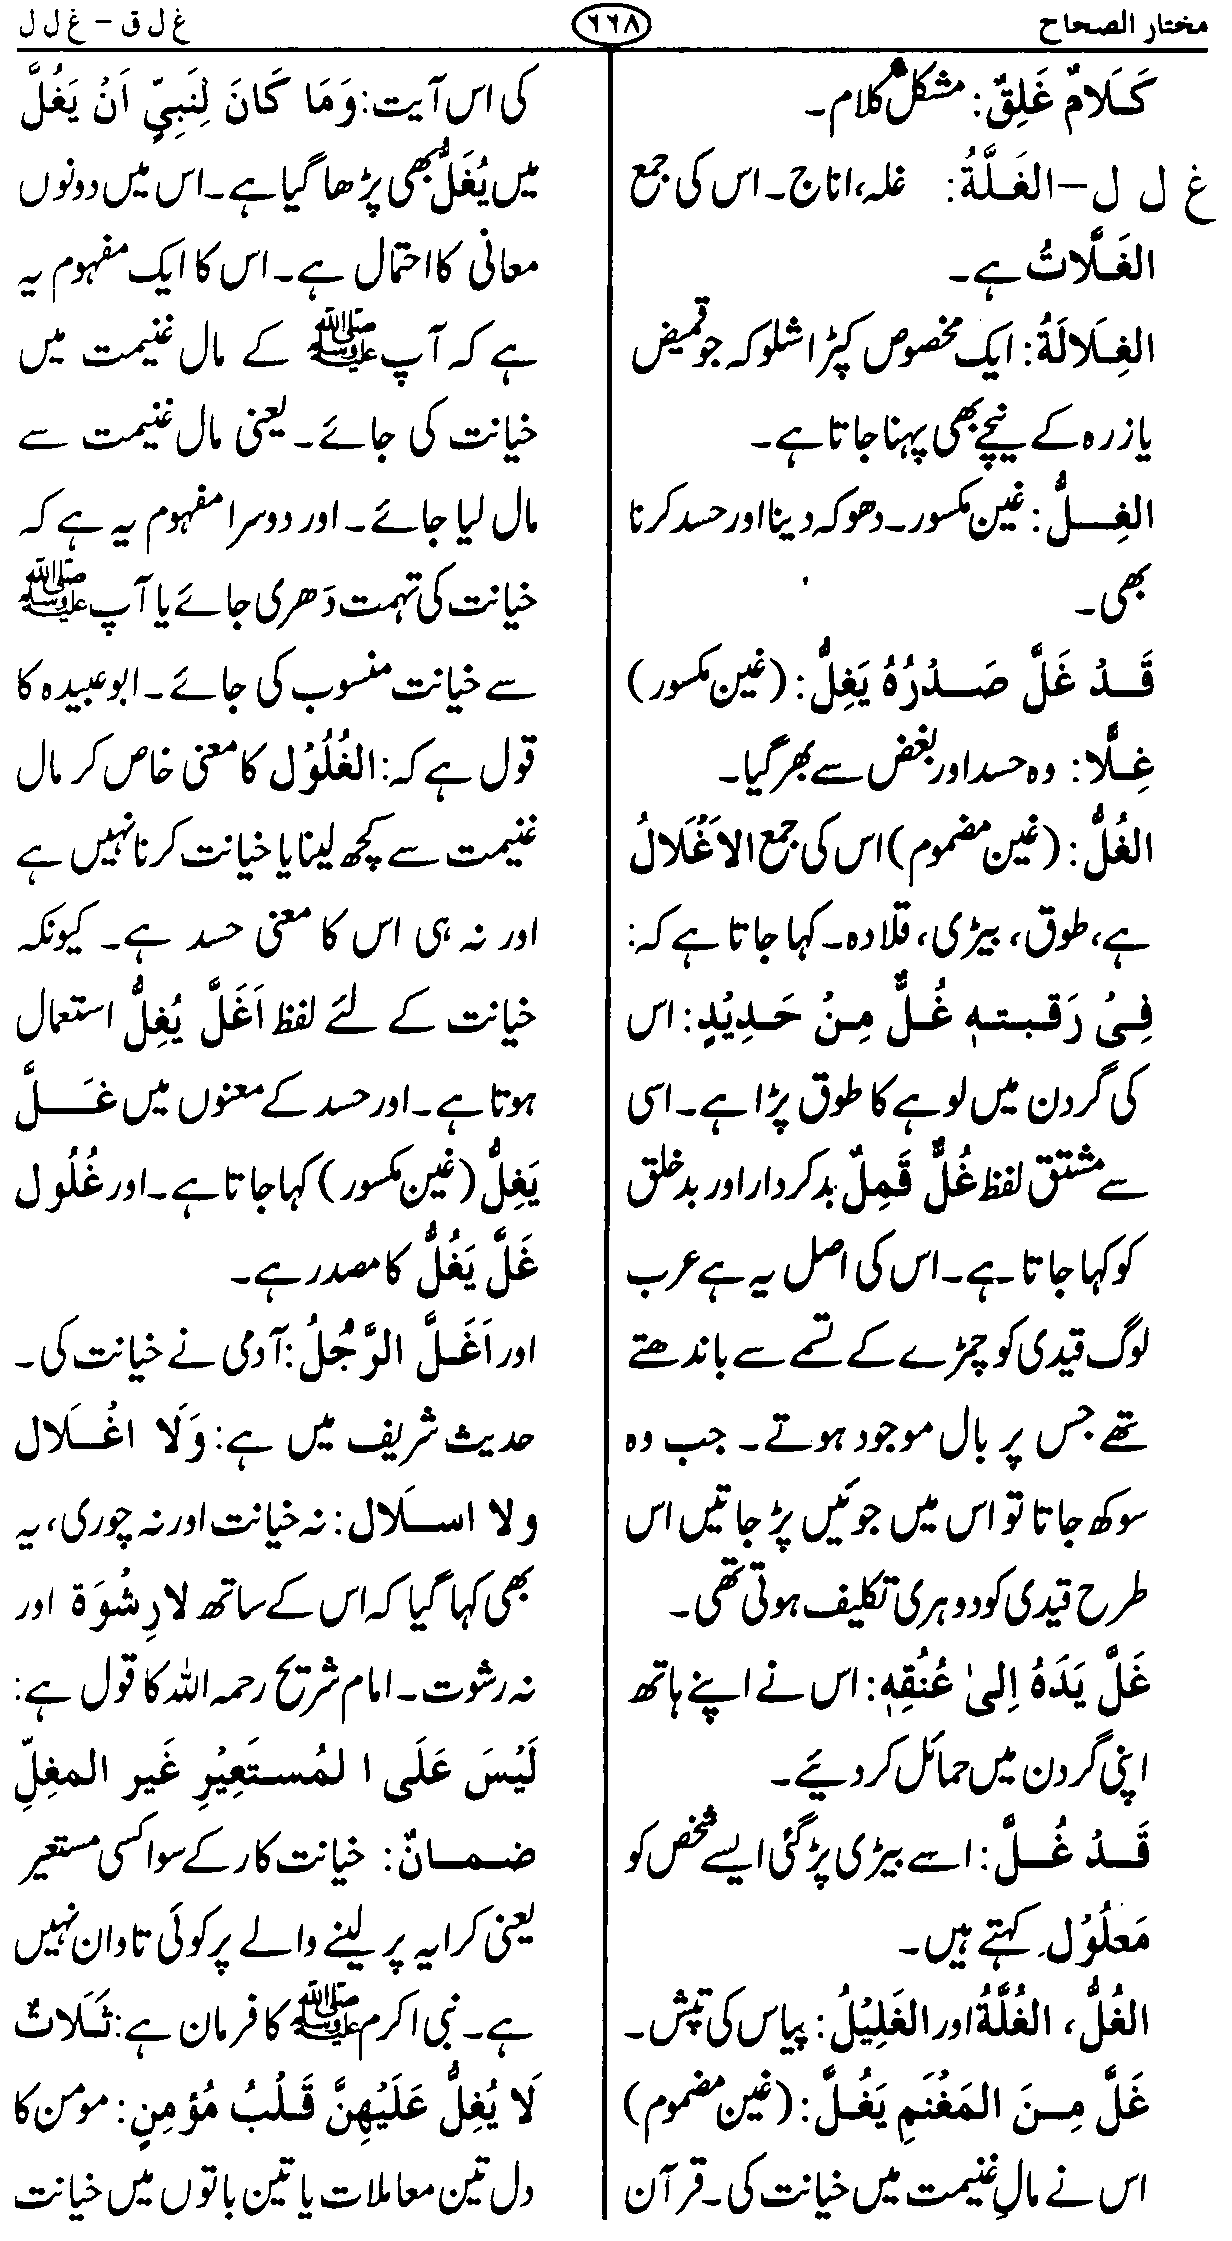 مختار الصحاح
٦٦٨
غ ل ق – غ ل ل
كَلَامٌ غَلِقٌ: مشکل کلام۔
غ ل ل – الغَلَّةُ: غلہ، اناج۔ اس کی جمع
الغَلَّاتُ ہے۔
الغِلَالَةُ: ایک مخصوص کپڑا شلوکہ جو قمیض
یا زرہ کے نیچے بھی پہنا جاتا ہے۔
الغِلُّ: غین مکسور۔ دھوکہ دینا اور حسد کرنا
بھی۔
قَدْ غَلَّ صَدْرُهُ يَغِلُّ: (غین مکسور)
غِلًّا: وہ حسد اور بغض سے بھر گیا۔
الغُلُّ: (غین مضموم) اس کی جمع الاَغْلَالُ
ہے، طوق، بیڑی، قلادہ۔ کہا جاتا ہے کہ:
فِيْ رَقَبتهٖ غُلٌّ مِنْ حَدِيْدٍ: اس
کی گردن میں لوہے کا طوق پڑا ہے۔ اسی
سے مشتق لفظ غُلٌّ قَمِلٌ بدکردار اور بدخلق
کو کہا جاتا ہے۔ اس کی اصل یہ ہے عرب
لوگ قیدی کو چمڑے کے تسمے سے باندھتے
تھے جس پر بال موجود ہوتے۔ جب وہ
سوکھ جاتا تو اس میں جوئیں پڑ جاتیں اس
طرح قیدی کو دوہری تکلیف ہوتی تھی۔
غَلَّ يَدَهُ اِلىٰ عُنُقِهٖ: اس نے اپنے ہاتھ
اپنی گردن میں حمائل کر دیئے۔
قَدْ غُلَّ: اسے بیڑی پڑ گئی ایسے شخص کو
مَغلُوْل کہتے ہیں۔
الغُلُّ، الغُلَّةُ اور الغَلِيْلُ: پیاس کی تپش۔
غَلَّ مِنَ المَغْنَمِ يَغُلَّ: (غین مضموم)
اس نے مالِ غنیمت میں خیانت کی۔ قرآن
کی اس آیت: وَمَا كَانَ لِنَبِيٍّ اَنْ يَغُلَّ
میں يُغَلُّ بھی پڑھا گیا ہے۔ اس میں دونوں
معانی کا احتمال ہے۔ اس کا ایک مفہوم یہ
ہے کہ آپ ﷺ کے مال غنیمت میں
خیانت کی جائے۔ یعنی مال غنیمت سے
مال لیا جائے۔ اور دوسرا مفہوم یہ ہے کہ
خیانت کی تہمت دَھری جائے یا آپ ﷺ
سے خیانت منسوب کی جائے۔ ابوعبیدہ کا
قول ہے کہ: الغُلُوْل کا معنی خاص کر مال
غنیمت سے کچھ لینا یا خیانت کرنا نہیں ہے
اور نہ ہی اس کا معنی حسد ہے۔ کیونکہ
خیانت کے لئے لفظ اَغَلَّ يُغِلُّ استعمال
ہوتا ہے۔ اور حسد کے معنوں میں غَلَّ
يَغِلُّ (غین مکسور) کہا جاتا ہے۔ اور غُلُول
غَلَّ يَغُلُّ کا مصدر ہے۔
اور اَغَلَّ الرَّجُلُ: آدمی نے خیانت کی۔
حدیث شریف میں ہے: وَلَا اغْلَال
ولا اسلَال: نہ خیانت اور نہ چوری، یہ
بھی کہا گیا کہ اس کے ساتھ لا رِشْوَة اور
نہ رشوت۔ امام شریح رحمہ اللہ کا قول ہے:
لَيْسَ عَلَى المُستَعِيْرِ غَير المغِلِّ
ضمانٌ: خیانت کار کے سوا کسی مستعیر
یعنی کرایہ پر لینے والے پر کوئی تاوان نہیں
ہے۔ نبی اکرم ﷺ کا فرمان ہے: ثَلَاثٌ
لَا يُغِلُّ عَلَيْهِنَّ قَلْبُ مُؤمِنٍ: مومن کا
دل تین معاملات یا تین باتوں میں خیانت